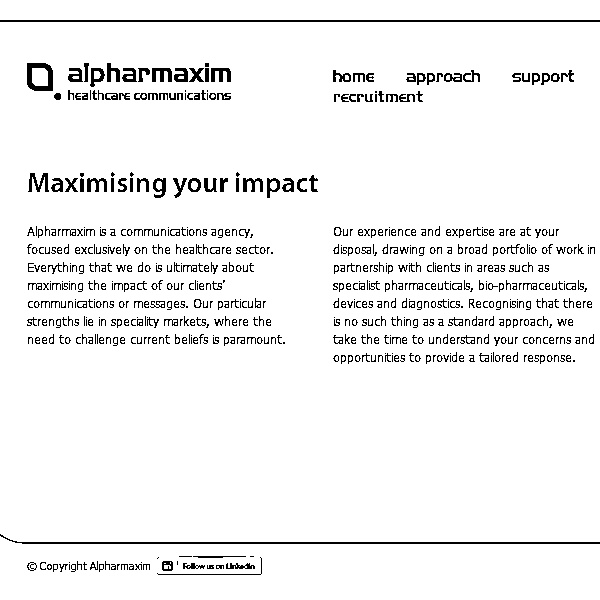 alpharmaxim
healthcare communications
home approach support
recruitment
Maximising your impact
Alpharmaxim is a communications agency,
focused exclusively on the healthcare sector.
Everything that we do is ultimately about
maximising the impact of our clients'
communications or messages. Our particular
strengths lie in speciality markets, where the
need to challenge current beliefs is paramount.
Our experience and expertise are at your
disposal, drawing on a broad portfolio of work in
partnership with clients in areas such as
specialist pharmaceuticals, bio-pharmaceuticals,
devices and diagnostics. Recognising that there
is no such thing as a standard approach, we
take the time to understand your concerns and
opportunities to provide a tailored response.
© Copyright Alpharmaxim
in Follow us on LinkedIn